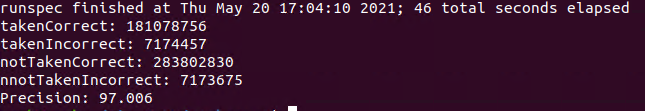 runspec finished at Thu May 20 17:04:10 2021; 46 total seconds elapsed
takenCorrect: 181078756
takenIncorrect: 7174457
notTakenCorrect: 283802830
nnotTakenIncorrect: 7173675
Precision: 97.006